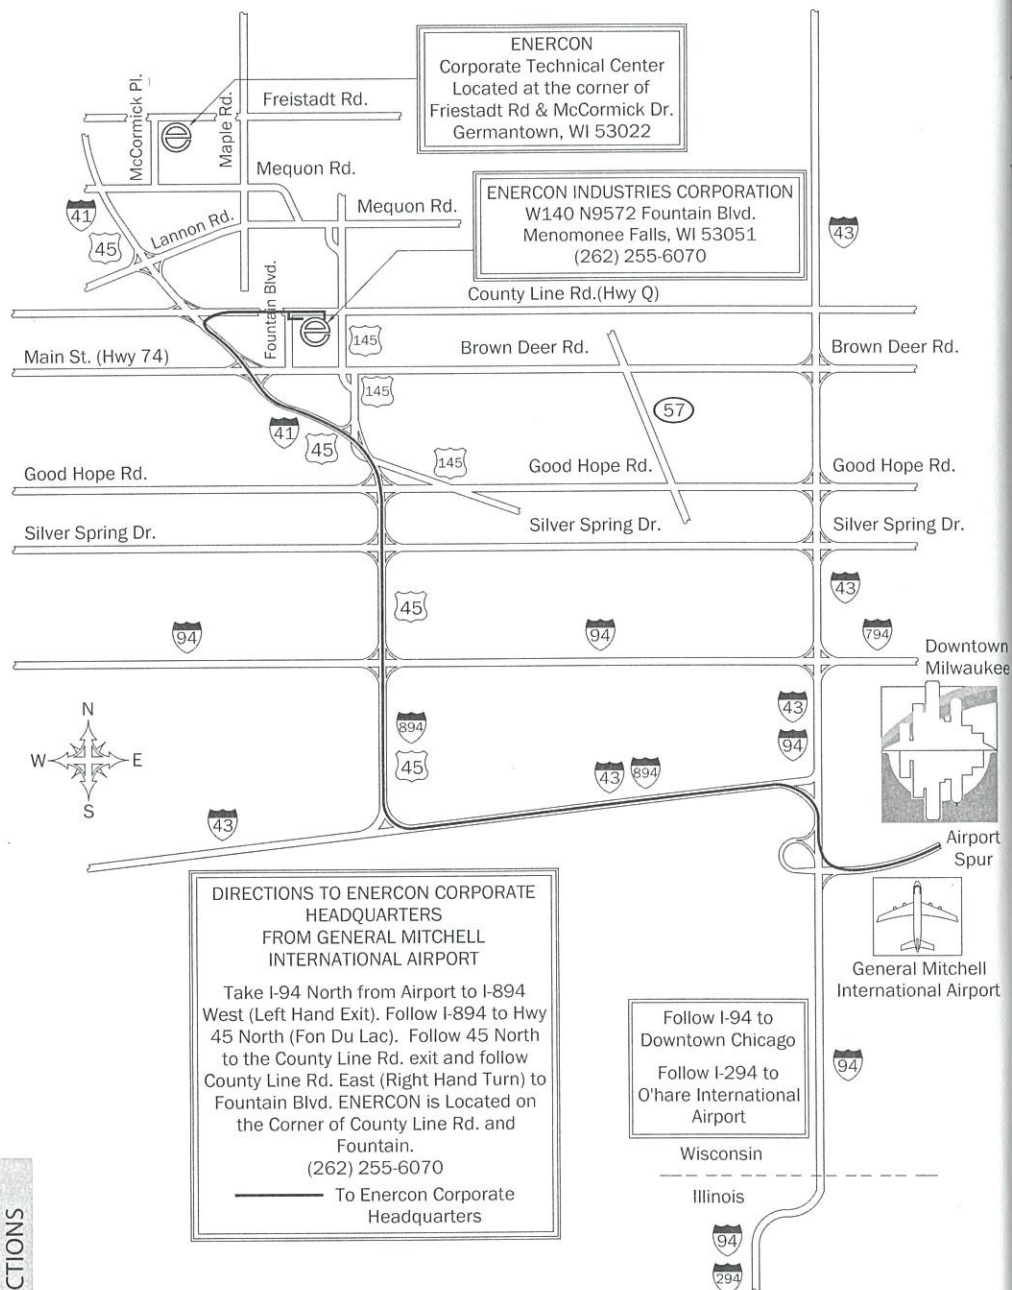 ENERCON
Corporate Technical Center
Located at the corner of
Friestadt Rd & McCormick Dr.
Germantown, WI 53022
McCormick Pl.
Maple Rd.
Freistadt Rd.
Mequon Rd.
Mequon Rd.
ENERCON INDUSTRIES CORPORATION
W140 N9572 Fountain Blvd.
Menomonee Falls, WI 53051
(262) 255-6070
41
45
Lannon Rd.
43
Fountain Blvd.
County Line Rd.(Hwy Q)
Main St. (Hwy 74)
145
Brown Deer Rd.
Brown Deer Rd.
145
57
41
45
145
Good Hope Rd.
Good Hope Rd.
Good Hope Rd.
Silver Spring Dr.
Silver Spring Dr.
Silver Spring Dr.
45
43
94
94
794
Downtown
Milwaukee
N
W E
S
894
45
43
94
43
894
43
Airport
Spur
General Mitchell
International Airport
DIRECTIONS TO ENERCON CORPORATE
HEADQUARTERS
FROM GENERAL MITCHELL
INTERNATIONAL AIRPORT
Take I-94 North from Airport to I-894
West (Left Hand Exit). Follow I-894 to Hwy
45 North (Fon Du Lac). Follow 45 North
to the County Line Rd. exit and follow
County Line Rd. East (Right Hand Turn) to
Fountain Blvd. ENERCON is Located on
the Corner of County Line Rd. and
Fountain.
(262) 255-6070
To Enercon Corporate
Headquarters
Follow I-94 to
Downtown Chicago
Follow I-294 to
O'hare International
Airport
94
Wisconsin
Illinois
94
294
CTIONS